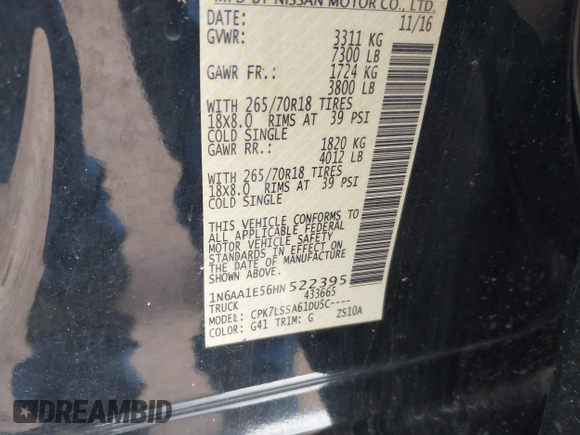 MFD BY NISSAN MOTOR CO., LTD.
DATE: 11/16
GVWR: 3311 KG
7300 LB
GAWR FR.: 1724 KG
3800 LB
WITH 265/70R18 TIRES
18X8.0 RIMS AT 39 PSI
COLD SINGLE
GAWR RR.: 1820 KG
4012 LB
WITH 265/70R18 TIRES
18X8.0 RIMS AT 39 PSI
COLD SINGLE
THIS VEHICLE CONFORMS TO
ALL APPLICABLE FEDERAL
MOTOR VEHICLE SAFETY
STANDARDS IN EFFECT ON
THE DATE OF MANUFACTURE
SHOWN ABOVE.
1N6AA1E56HN 522395
TRUCK 433665
MODEL: CPK7LSSA61DU5C----
COLOR: G41 TRIM: G ZS10A
DREAMBID